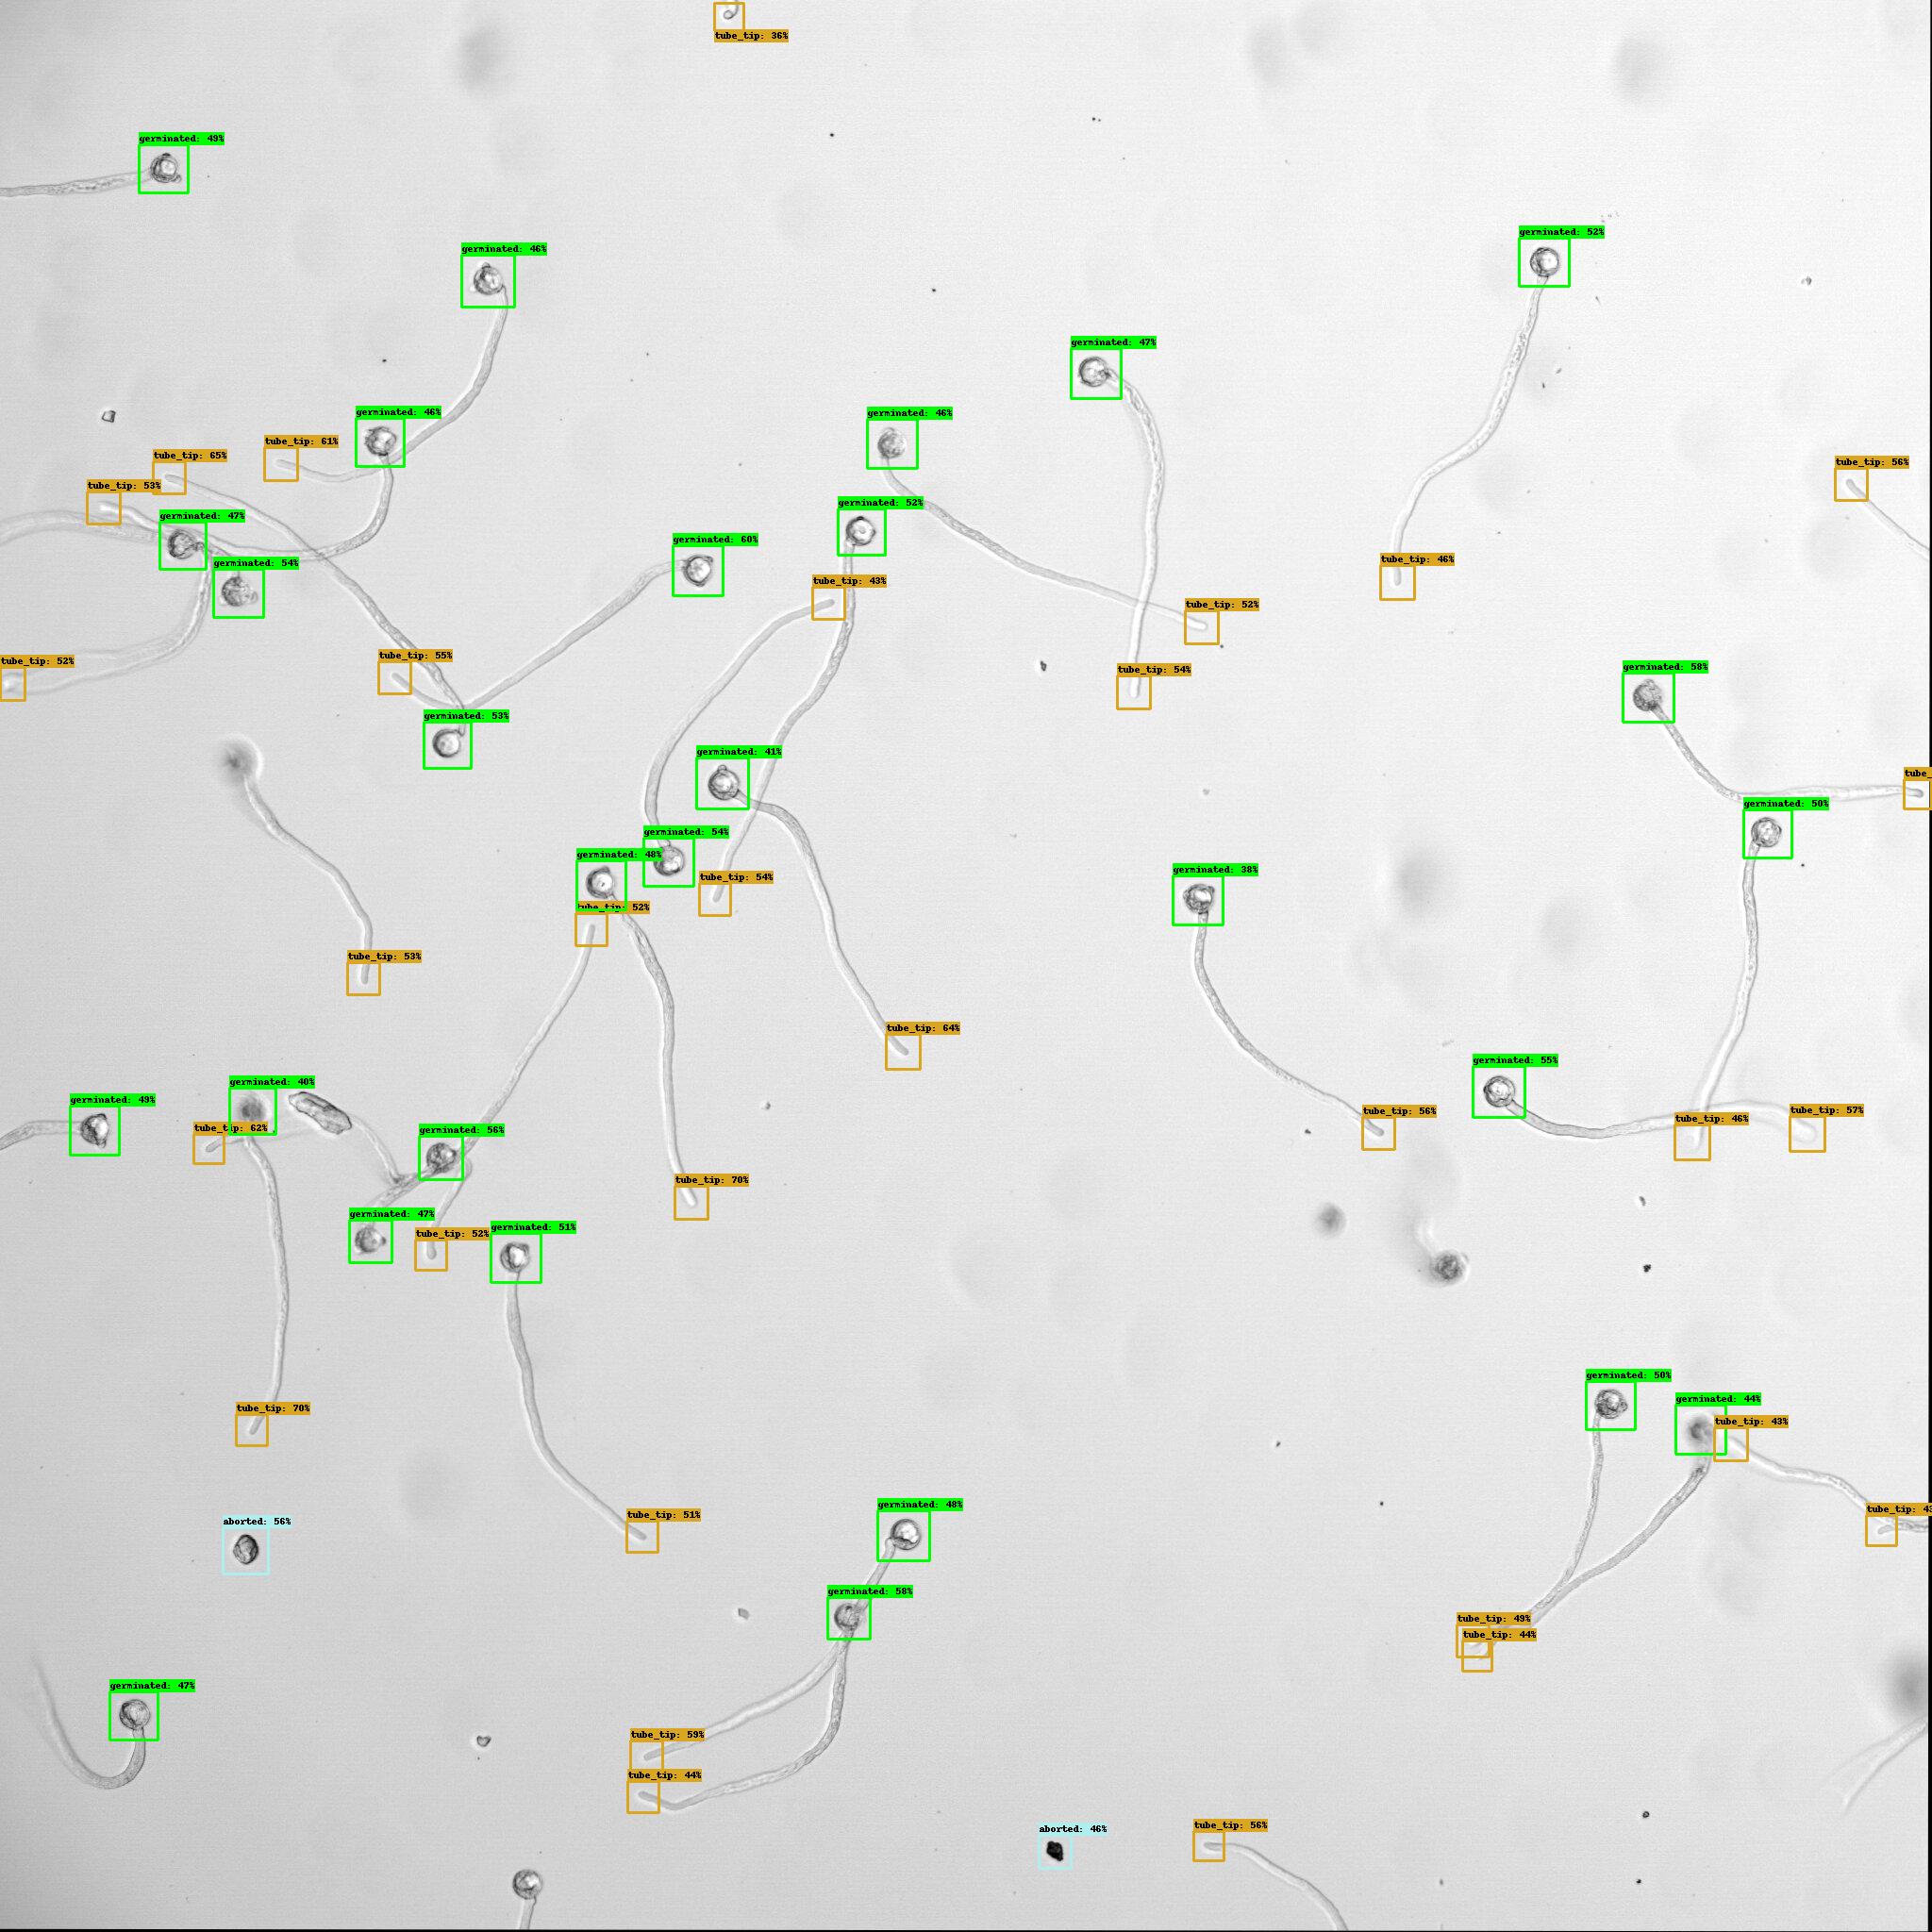 tube_tip: 36%
germinated: 49%
germinated: 52%
germinated: 46%
germinated: 47%
germinated: 46%
germinated: 46%
tube_tip: 61%
tube_tip: 65%
tube_tip: 56%
tube_tip: 53%
germinated: 52%
germinated: 47%
germinated: 60%
tube_tip: 46%
germinated: 54%
tube_tip: 43%
tube_tip: 52%
tube_tip: 55%
tube_tip: 52%
germinated: 58%
tube_tip: 54%
germinated: 53%
germinated: 41%
tube_
germinated: 50%
germinated: 54%
germinated: 48%
germinated: 38%
tube_tip: 54%
tube_tip: 52%
tube_tip: 53%
tube_tip: 64%
germinated: 55%
germinated: 40%
germinated: 49%
tube_tip: 56%
tube_tip: 57%
tube_tip: 46%
tube_tip: 62%
germinated: 56%
tube_tip: 70%
germinated: 47%
germinated: 51%
tube_tip: 52%
germinated: 50%
germinated: 44%
tube_tip: 70%
tube_tip: 43%
germinated: 48%
tube_tip: 43
tube_tip: 51%
aborted: 56%
germinated: 58%
tube_tip: 49%
tube_tip: 44%
germinated: 47%
tube_tip: 59%
tube_tip: 44%
tube_tip: 56%
aborted: 46%